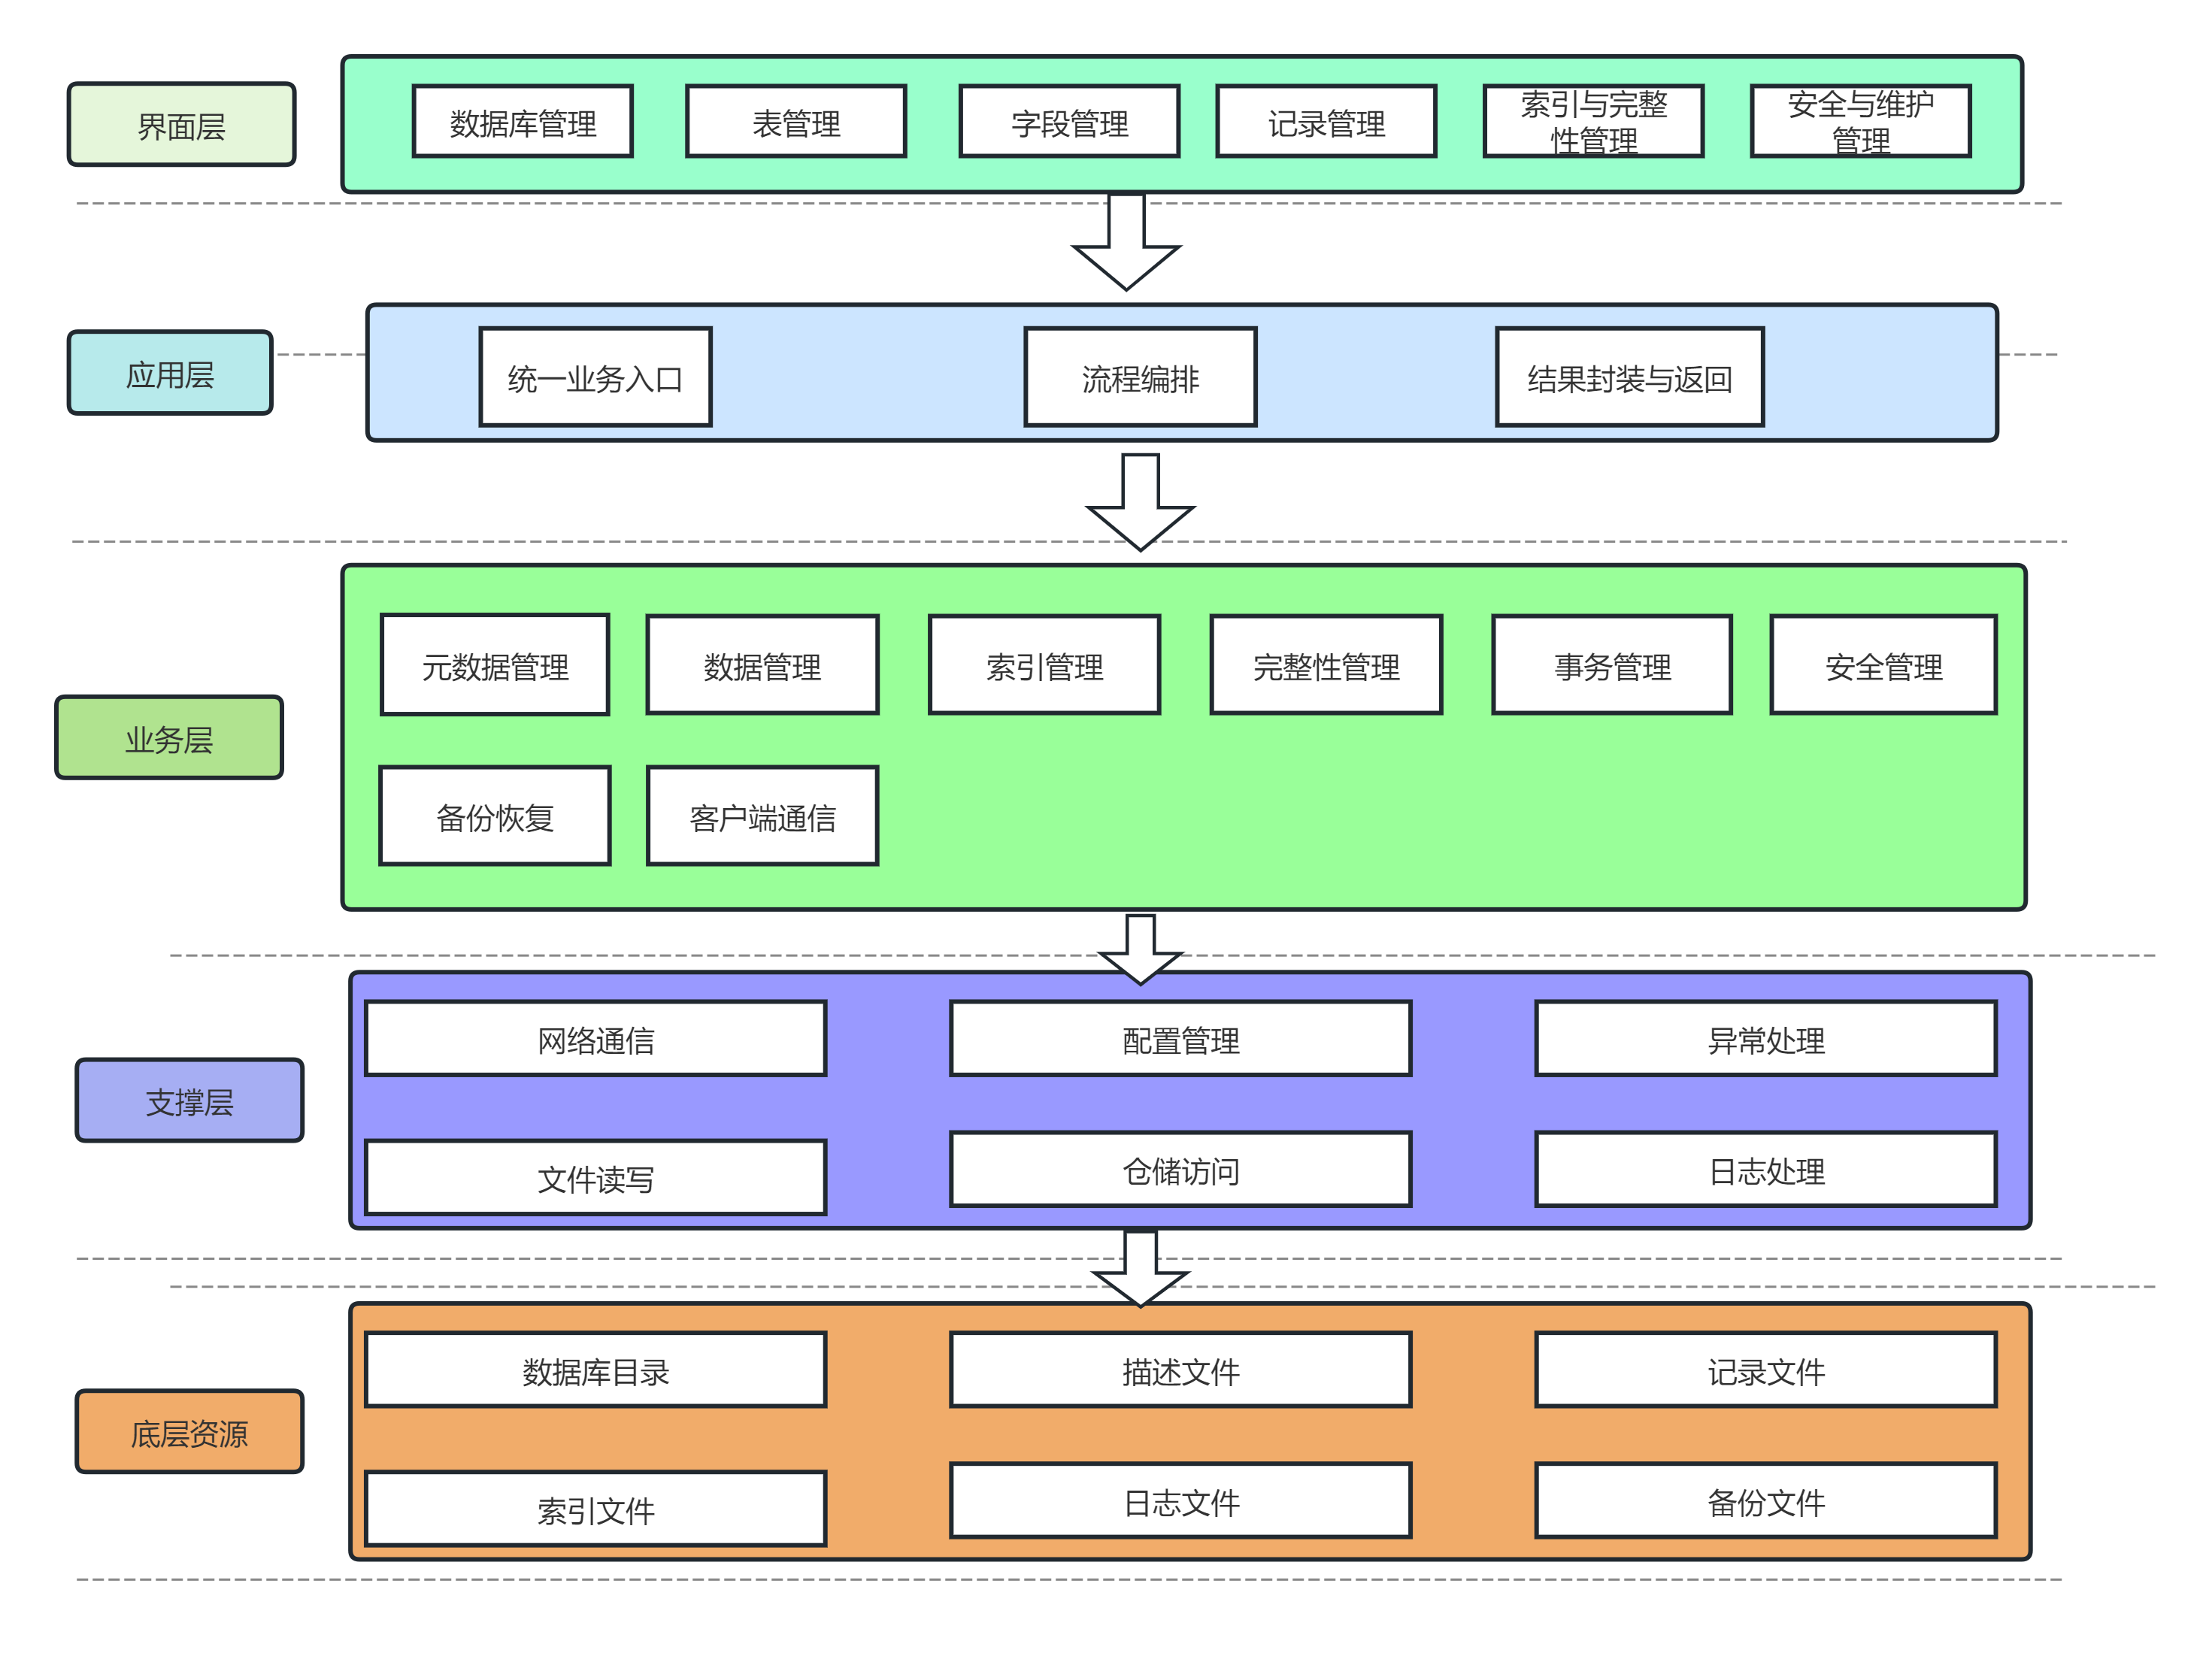 界面层
数据库管理
表管理
字段管理
记录管理
索引与完整
性管理
安全与维护
管理
应用层
统一业务入口
流程编排
结果封装与返回
业务层
元数据管理
数据管理
索引管理
完整性管理
事务管理
安全管理
备份恢复
客户端通信
支撑层
网络通信
配置管理
异常处理
文件读写
仓储访问
日志处理
底层资源
数据库目录
描述文件
记录文件
索引文件
日志文件
备份文件